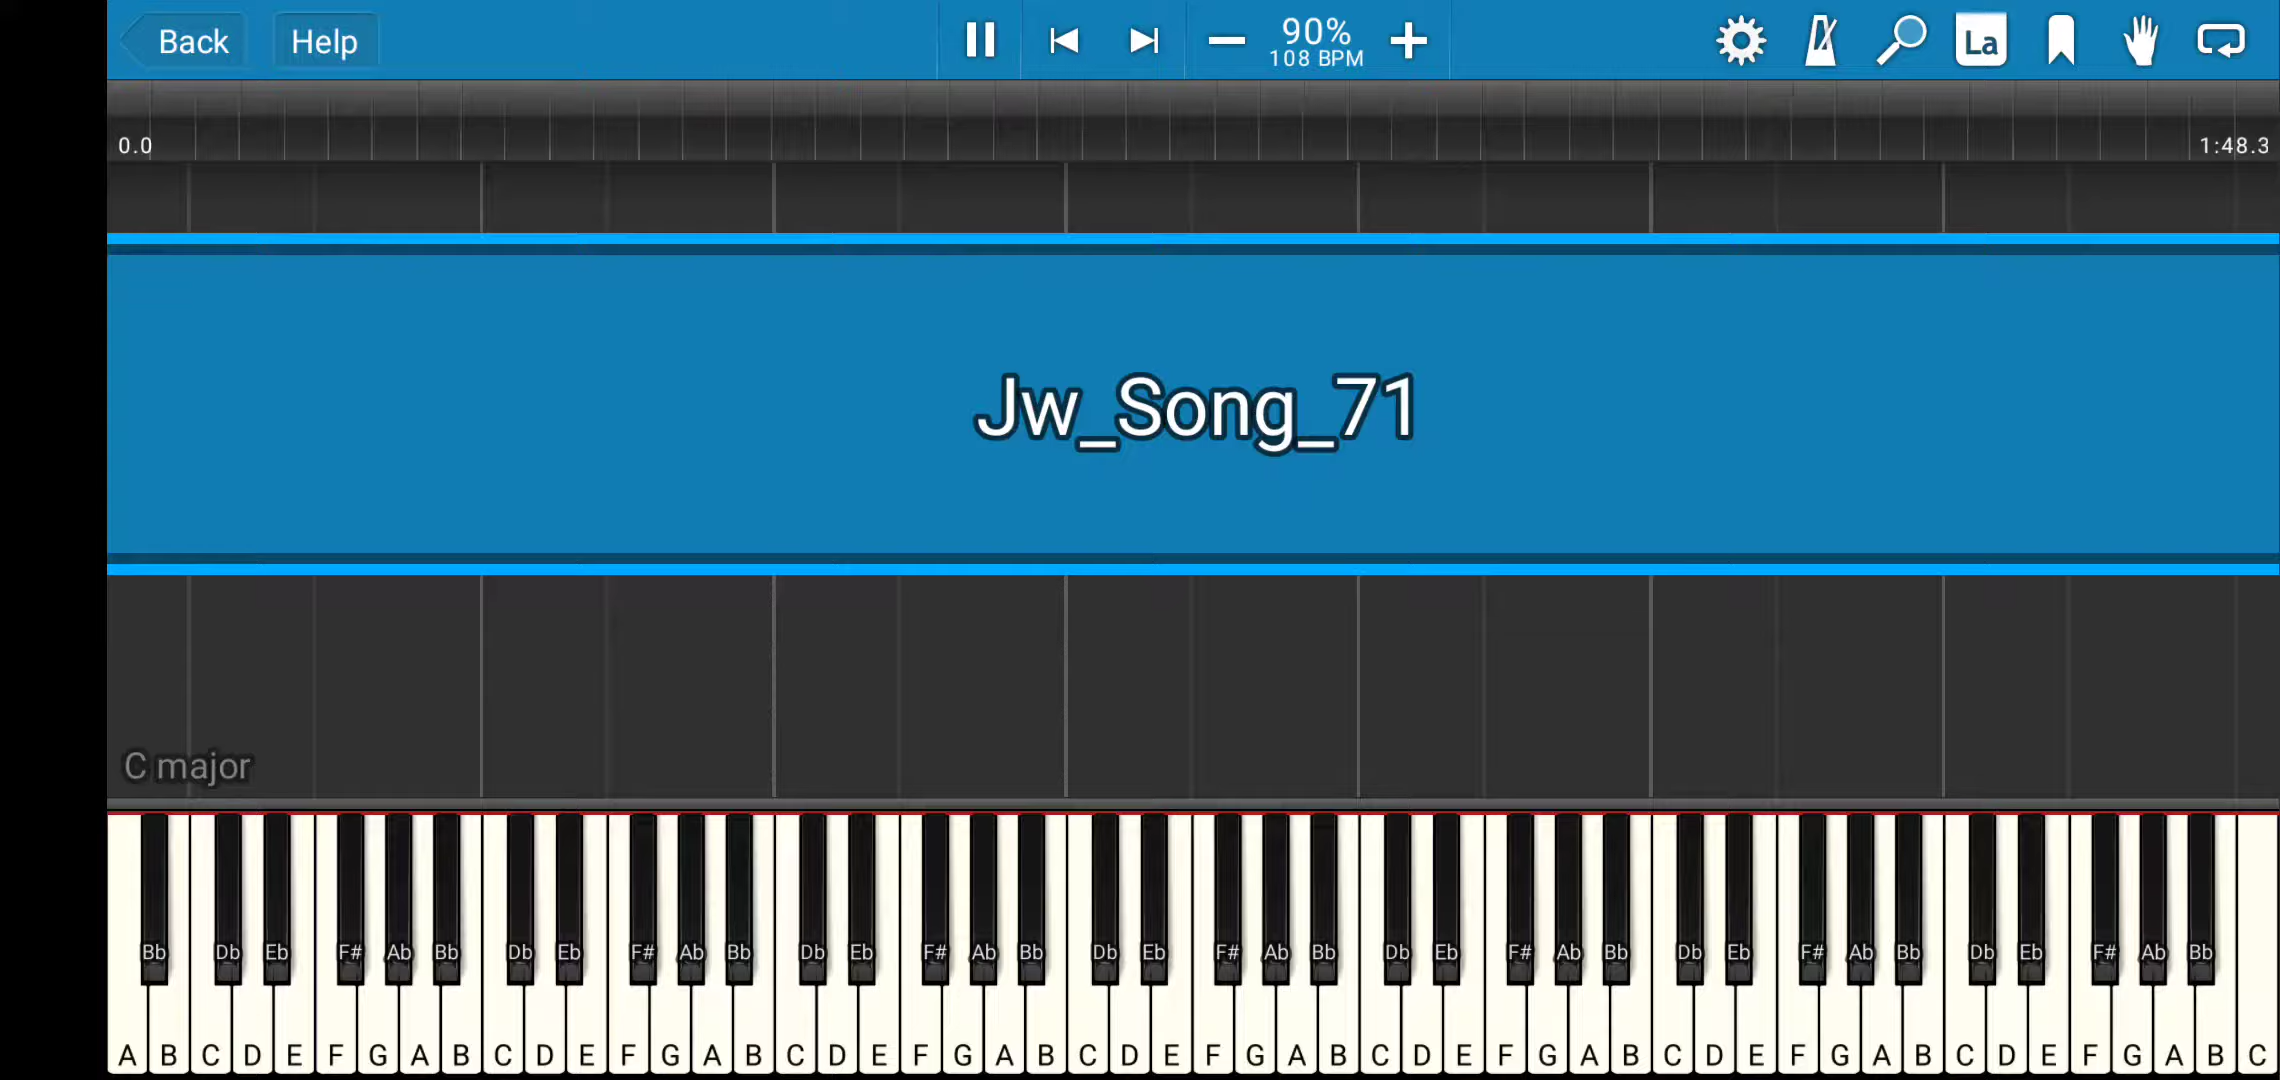 Back Help 90% La
108 BPM
0.0 1:48.3
Jw_Song_71
C major
Bb Db Eb F# Ab Bb Db Eb F# Ab Bb Db Eb F# Ab Bb Db Eb F# Ab Bb Db Eb F# Ab Bb Db Eb F# Ab Bb Db Eb F# Ab Bb
A B C D E F G A B C D E F G A B C D E F G A B C D E F G A B C D E F G A B C D E F G A B C D E F G A B C